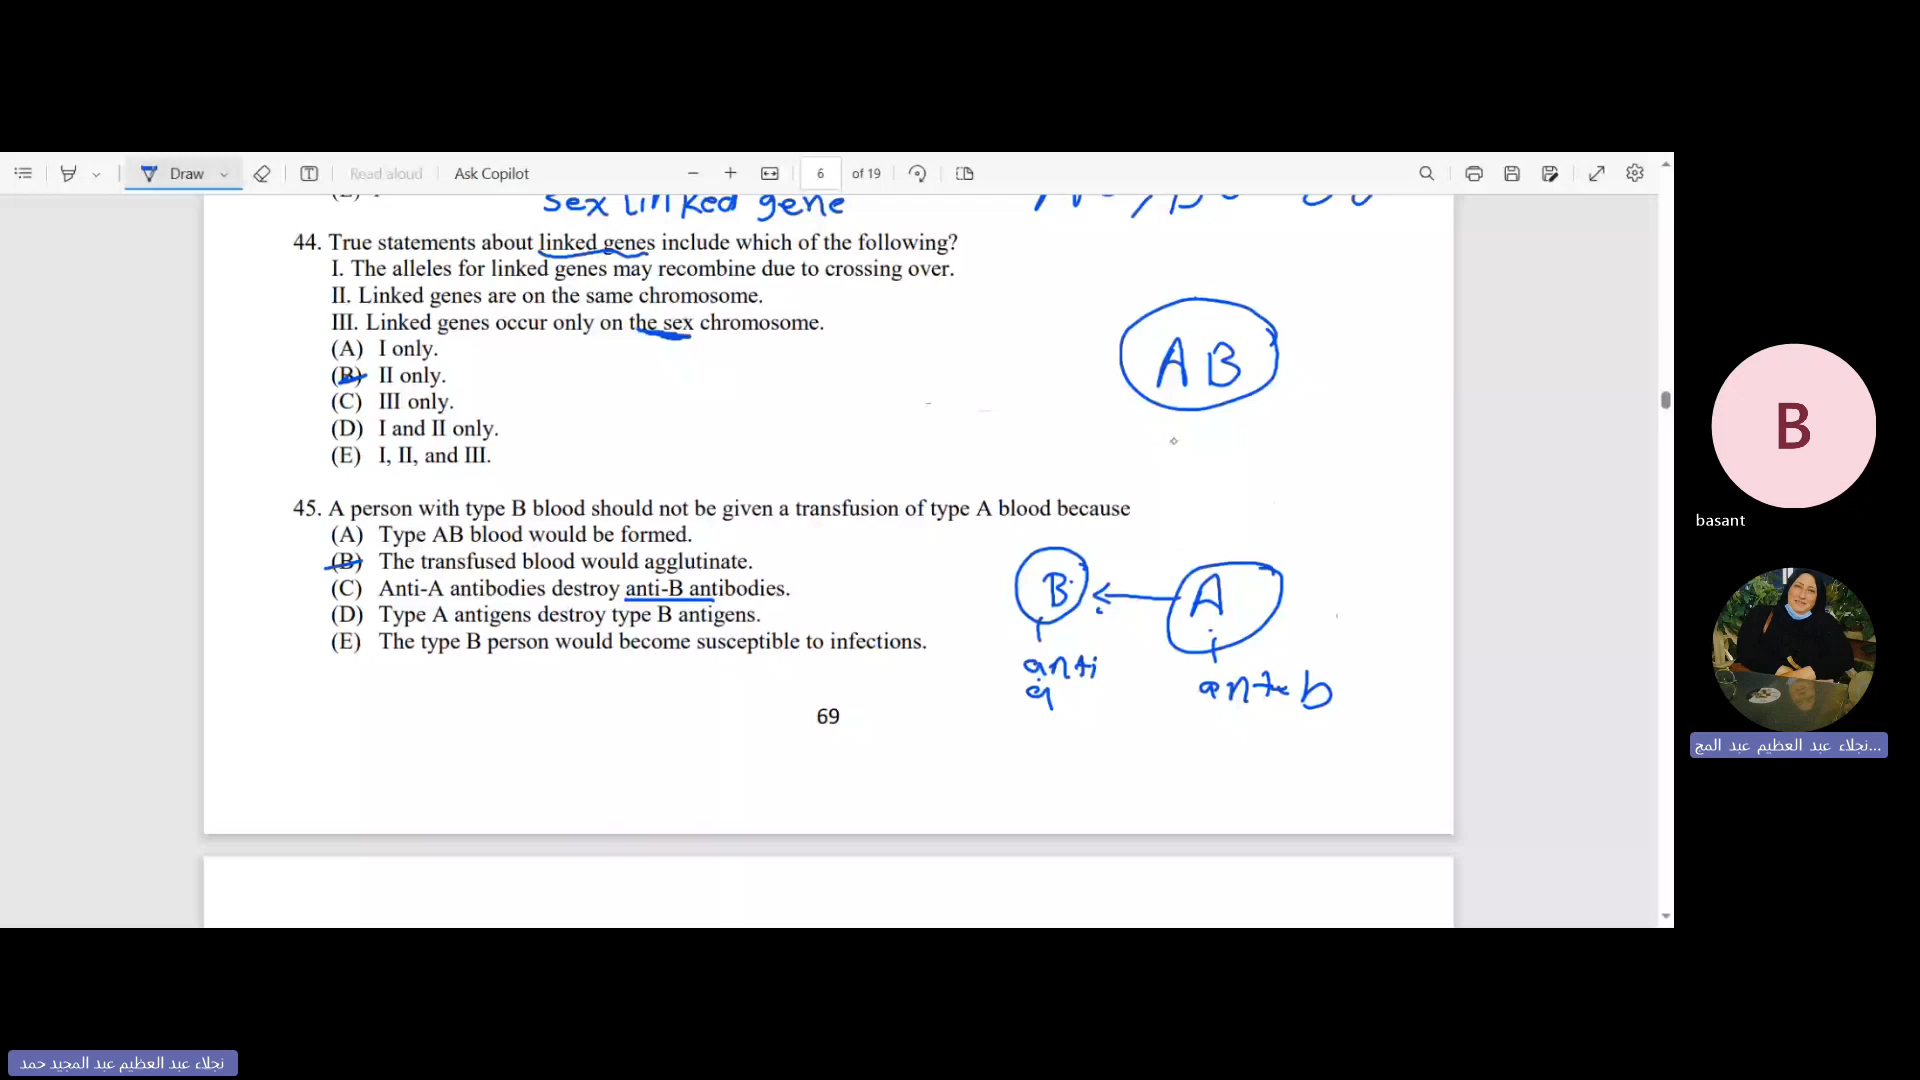 Draw
Read aloud
Ask Copilot
6 of 19
sex linked gene
44. True statements about linked genes include which of the following?
I. The alleles for linked genes may recombine due to crossing over.
II. Linked genes are on the same chromosome.
III. Linked genes occur only on the sex chromosome.
(A) I only.
(B) II only.
(C) III only.
(D) I and II only.
(E) I, II, and III.
A B
45. A person with type B blood should not be given a transfusion of type A blood because
(A) Type AB blood would be formed.
(B) The transfused blood would agglutinate.
(C) Anti-A antibodies destroy anti-B antibodies.
(D) Type A antigens destroy type B antigens.
(E) The type B person would become susceptible to infections.
B A
anti
a
b
69
B
basant
نجلاء عبد العظيم عبد المج...
نجلاء عبد العظيم عبد المجيد حمد